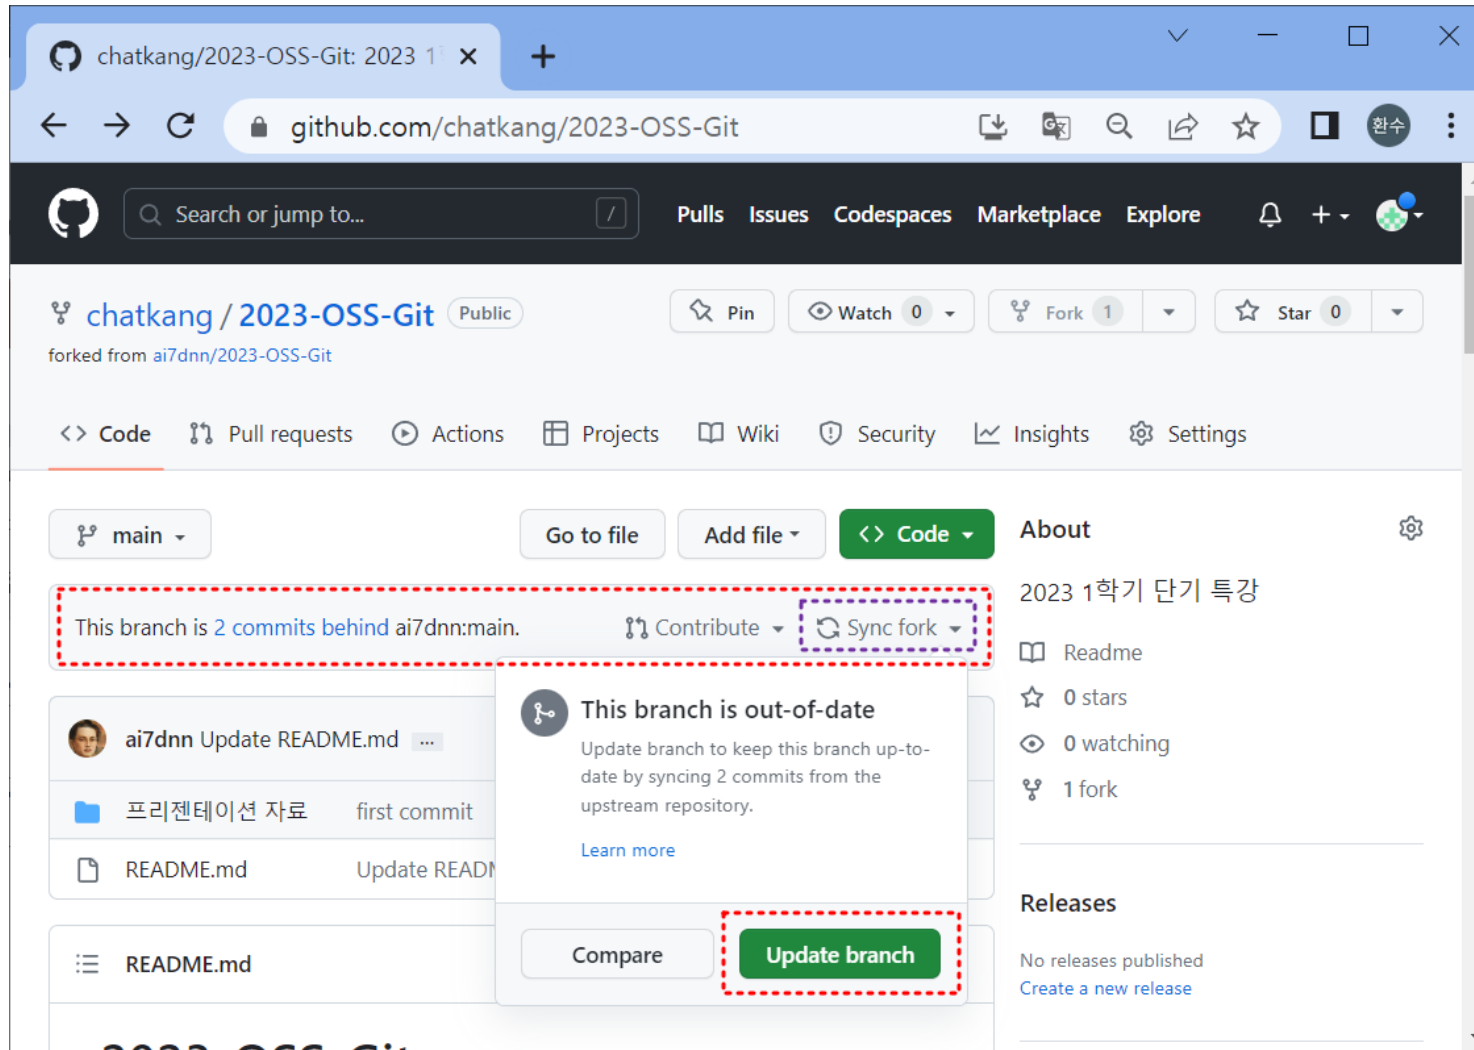 chatkang/2023-OSS-Git: 2023 1
github.com/chatkang/2023-OSS-Git
환수
Search or jump to... /
Pulls Issues Codespaces Marketplace Explore
chatkang / 2023-OSS-Git Public
Pin Watch 0 Fork 1 Star 0
forked from ai7dnn/2023-OSS-Git
Code Pull requests Actions Projects Wiki Security Insights Settings
main Go to file Add file Code
This branch is 2 commits behind ai7dnn:main. Contribute Sync fork
This branch is out-of-date
Update branch to keep this branch up-to-
date by syncing 2 commits from the
upstream repository.
Learn more
Compare Update branch
ai7dnn Update README.md ...
프리젠테이션 자료 first commit
README.md Update README
README.md
2023-OSS-Git
About
2023 1학기 단기 특강
Readme
0 stars
0 watching
1 fork
Releases
No releases published
Create a new release